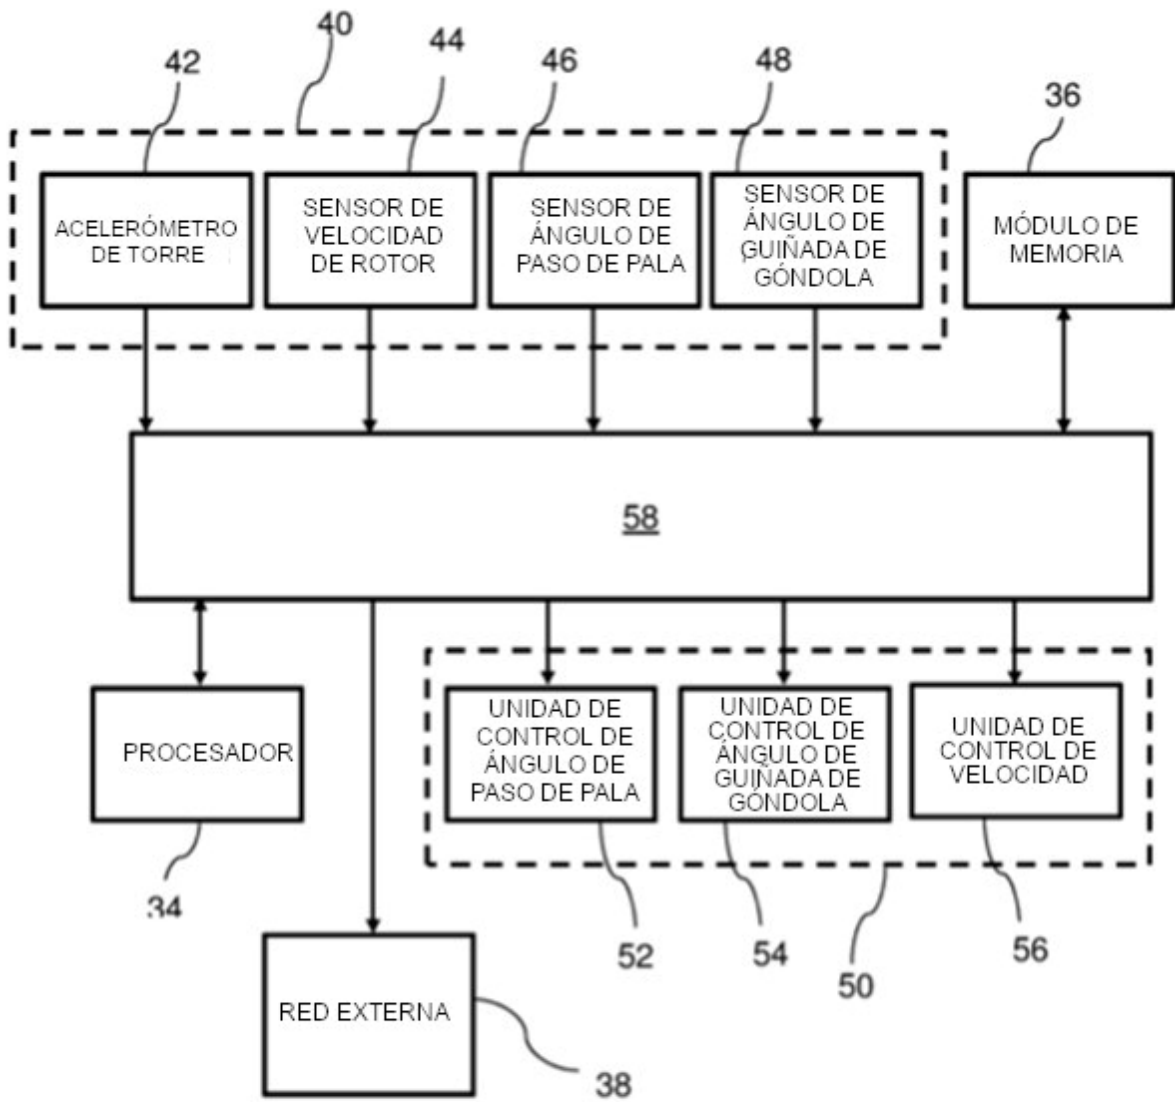 40
42
44
46
48
36
ACELERÓMETRO
DE TORRE
SENSOR DE
VELOCIDAD
DE ROTOR
SENSOR DE
ÁNGULO DE
PASO DE PALA
SENSOR DE
ÁNGULO DE
GUIÑADA DE
GÓNDOLA
MÓDULO DE
MEMORIA
58
PROCESADOR
UNIDAD DE
CONTROL DE
ÁNGULO DE
PASO DE PALA
UNIDAD DE
CONTROL DE
ÁNGULO DE
GUIÑADA DE
GÓNDOLA
UNIDAD DE
CONTROL DE
VELOCIDAD
34
52
54
50
56
RED EXTERNA
38